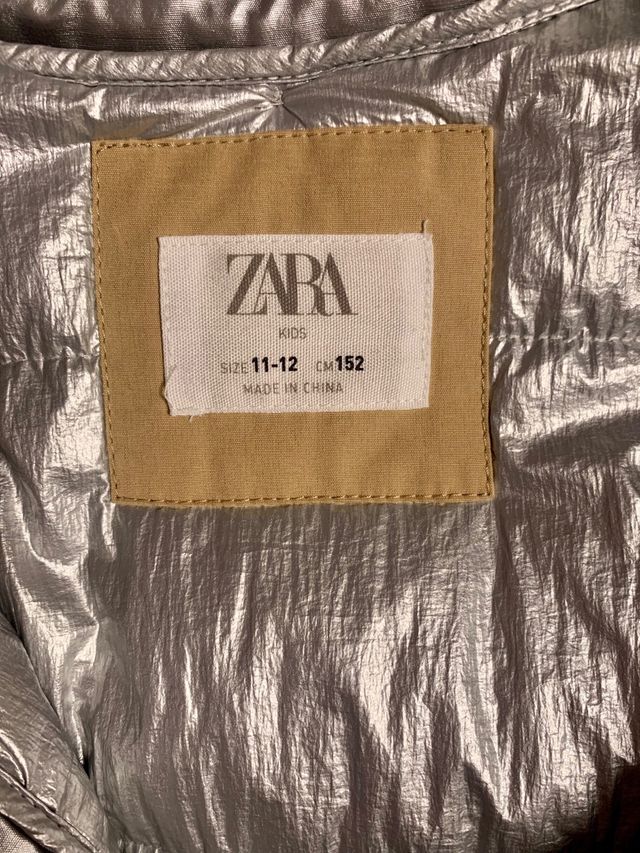 ZARA
KIDS
SIZE 11-12 CM 152
MADE IN CHINA